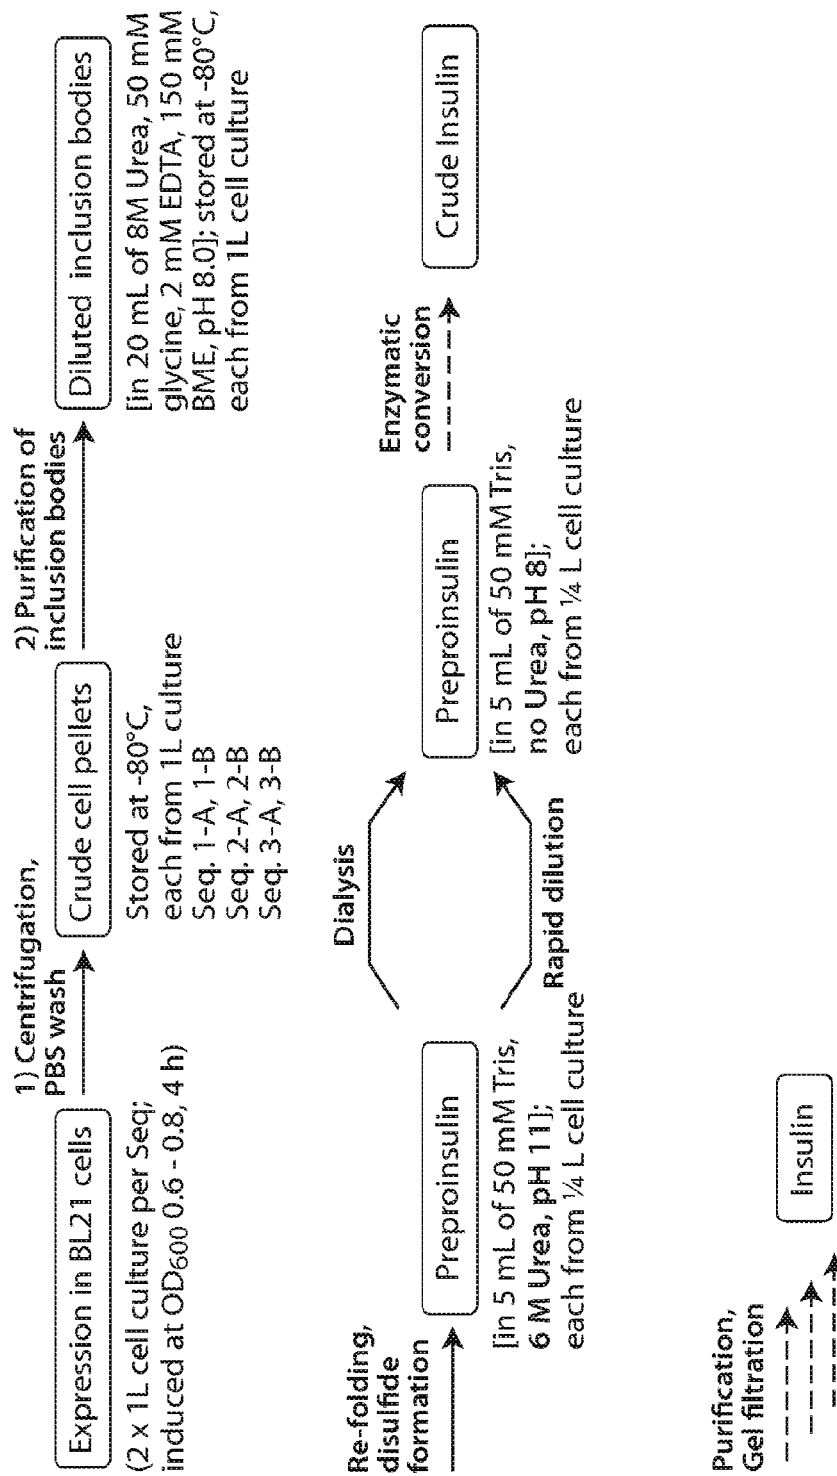 1) Centrifugation,
PBS wash
2) Purification of
inclusion bodies
Expression in BL21 cells
Crude cell pellets
Diluted inclusion bodies
(2 x 1L cell culture per Seq;
induced at OD600 0.6 - 0.8, 4 h)
Stored at -80°C,
each from 1L culture
Seq. 1-A, 1-B
Seq. 2-A, 2-B
Seq. 3-A, 3-B
[in 20 mL of 8M Urea, 50 mM
glycine, 2 mM EDTA, 150 mM
BME, pH 8.0]; stored at -80°C,
each from 1L cell culture
Re-folding,
disulfide
formation
Preproinsulin
[in 5 mL of 50 mM Tris,
6 M Urea, pH 11];
each from ¼ L cell culture
Dialysis
Rapid dilution
Preproinsulin
[in 5 mL of 50 mM Tris,
no Urea, pH 8];
each from ¼ L cell culture
Enzymatic
conversion
Crude Insulin
Purification,
Gel filtration
Insulin